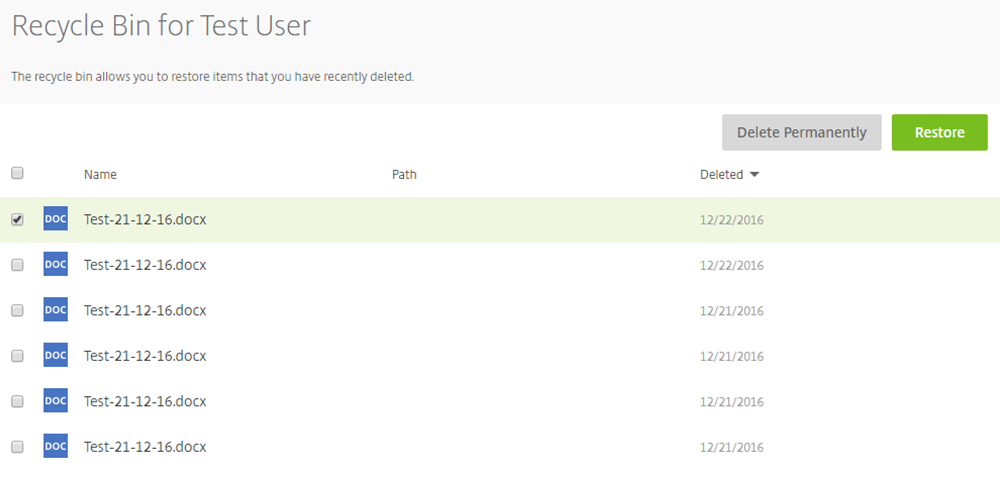 Recycle Bin for Test User
The recycle bin allows you to restore items that you have recently deleted.
Delete Permanently Restore
Name Path Deleted
DOC Test-21-12-16.docx 12/22/2016
DOC Test-21-12-16.docx 12/22/2016
DOC Test-21-12-16.docx 12/21/2016
DOC Test-21-12-16.docx 12/21/2016
DOC Test-21-12-16.docx 12/21/2016
DOC Test-21-12-16.docx 12/21/2016